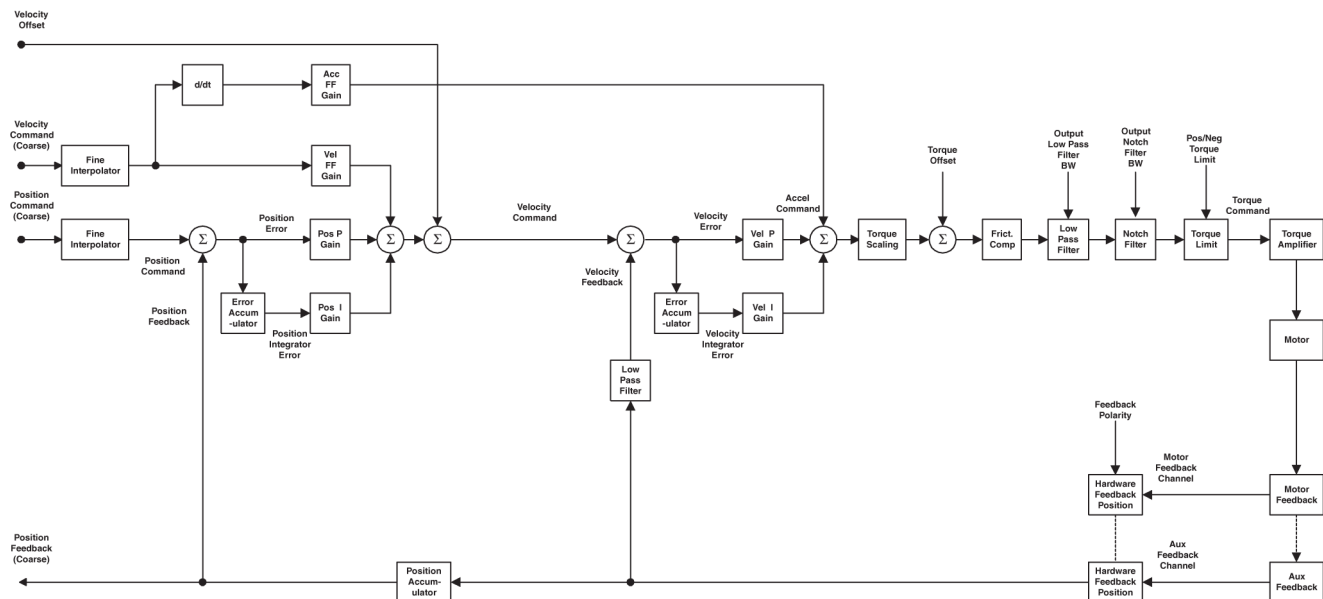 Velocity
Offset
d/dt
Acc
FF
Gain
Velocity
Command
(Coarse)
Fine
Interpolator
Vel
FF
Gain
Torque
Offset
Output
Low Pass
Filter
BW
Output
Notch
Filter
BW
Pos/Neg
Torque
Limit
Position
Command
(Coarse)
Fine
Interpolator
Position
Command
Σ
Position
Error
Pos P
Gain
Σ
Σ
Velocity
Command
Σ
Velocity
Error
Vel P
Gain
Accel
Command
Σ
Torque
Scaling
Σ
Frict.
Comp
Low
Pass
Filter
Notch
Filter
Torque
Limit
Torque
Command
Torque
Amplifier
Position
Feedback
Error
Accum
-ulator
Position
Integrator
Error
Pos I
Gain
Velocity
Feedback
Error
Accum
-ulator
Velocity
Integrator
Error
Vel I
Gain
Motor
Low
Pass
Filter
Feedback
Polarity
Hardware
Feedback
Position
Motor
Feedback
Channel
Motor
Feedback
Position
Feedback
(Coarse)
Position
Accum-
ulator
Hardware
Feedback
Position
Aux
Feedback
Channel
Aux
Feedback